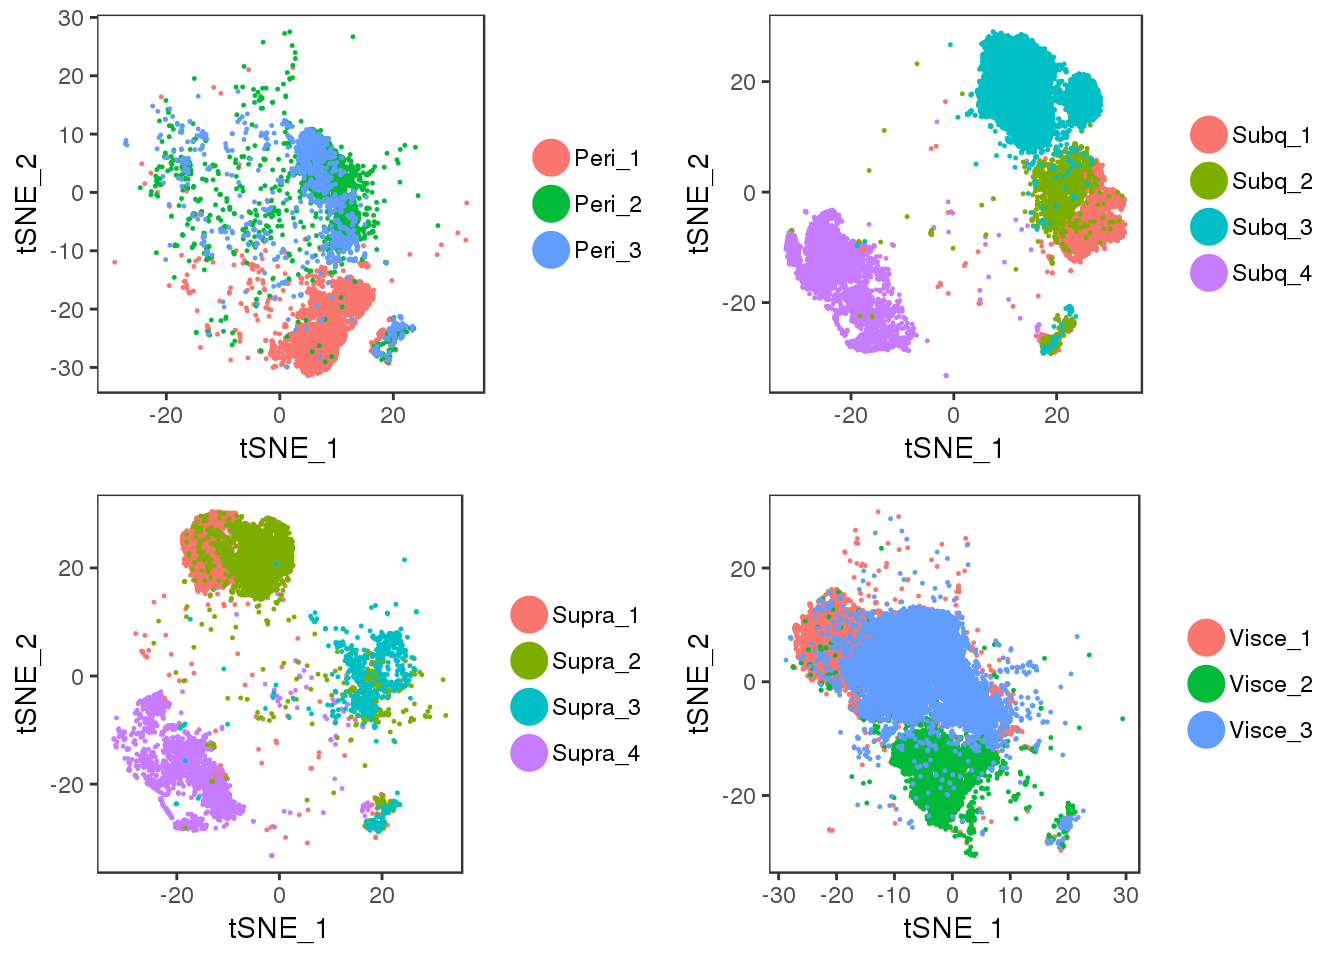 30
20
10
0
-10
-20
-30
-20 0 20
tSNE_1
tSNE_2
Peri_1
Peri_2
Peri_3
20
0
-20
-20 0 20
tSNE_1
tSNE_2
Subq_1
Subq_2
Subq_3
Subq_4
20
0
-20
-20 0 20
tSNE_1
tSNE_2
Supra_1
Supra_2
Supra_3
Supra_4
20
0
-20
-30 -20 -10 0 10 20 30
tSNE_1
tSNE_2
Visce_1
Visce_2
Visce_3